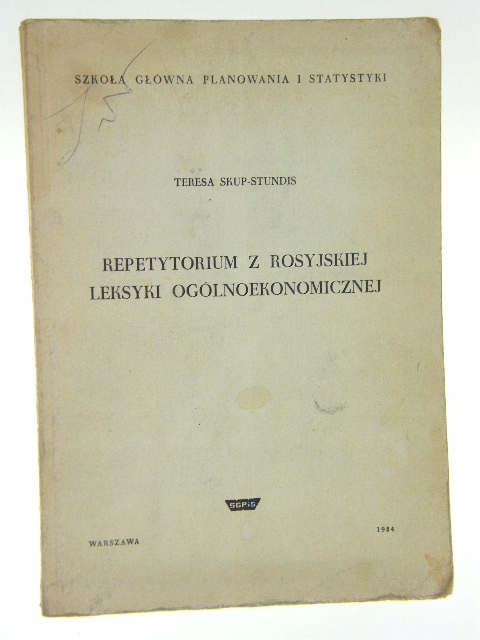 SZKOŁA GŁÓWNA PLANOWANIA I STATYSTYKI
TERESA SKUP-STUNDIS
REPETYTORIUM Z ROSYJSKIEJ
LEKSYKI OGÓLNOEKONOMICZNEJ
SGPiS
WARSZAWA
1984